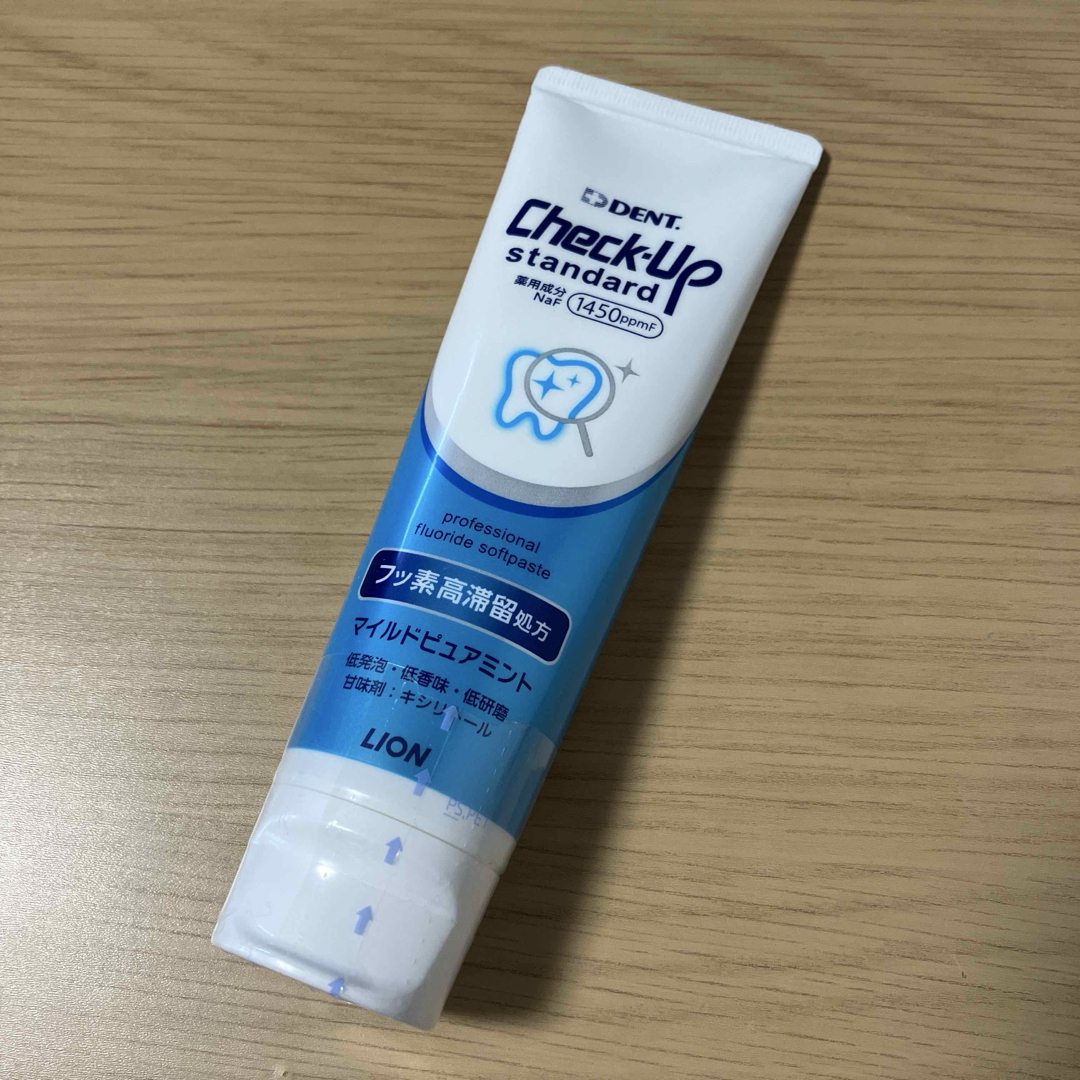 DENT.
Check-Up
standard
薬用成分
NaF 1450ppmF
professional
fluoride softpaste
フッ素高滞留処方
マイルドピュアミント
低発泡・低香味・低研磨
甘味剤：キシリトール
LION
PS,PET